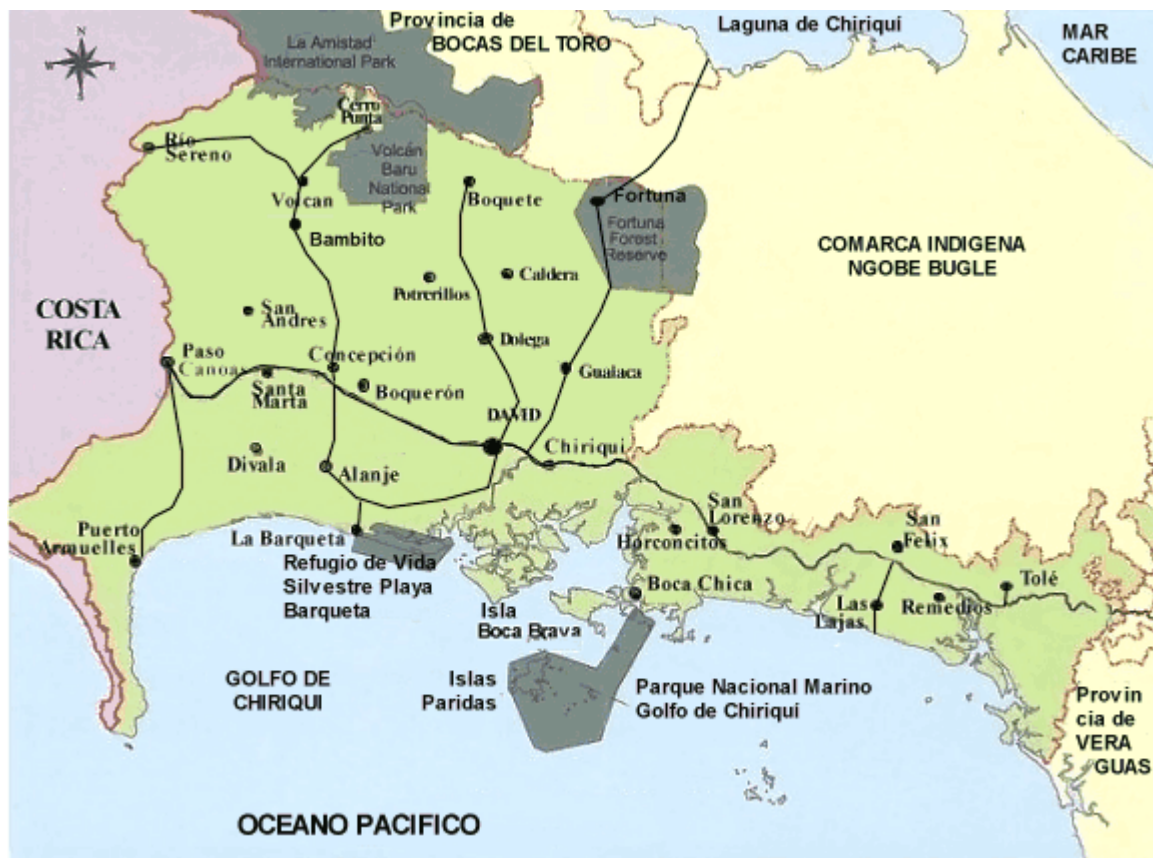 Provincia de
BOCAS DEL TORO
Laguna de Chiriquí
MAR
CARIBE
N
La Amistad
International Park
Cerro
Punta
Río
Sereno
Volcán
Baru
National
Park
Volcan
Boquete
Fortuna
Bambito
Fortuna
Forest
Reserve
COMARCA INDIGENA
NGOBE BUGLE
Caldera
Potrerillos
COSTA
RICA
San
Andres
Paso
Canoas
Concepción
Dolega
Gualaca
Santa
Marta
Boquerón
DAVID
Chiriqui
Divala
Alanje
Puerto
Armuelles
La Barqueta
San
Lorenzo
Horconcitos
San
Felix
Refugio de Vida
Silvestre Playa
Barqueta
Boca Chica
Tolé
Isla
Boca Brava
Las
Lajas
Remedios
GOLFO DE
CHIRIQUI
Islas
Paridas
Parque Nacional Marino
Golfo de Chiriquí
Provin
cia de
VERA
GUAS
OCEANO PACIFICO